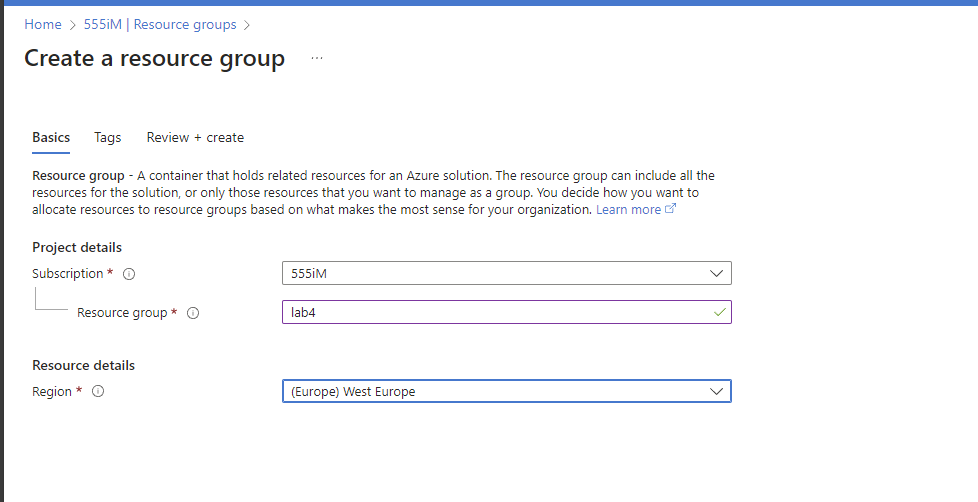 Home > 555iM | Resource groups >
Create a resource group ...
Basics Tags Review + create
Resource group - A container that holds related resources for an Azure solution. The resource group can include all the
resources for the solution, or only those resources that you want to manage as a group. You decide how you want to
allocate resources to resource groups based on what makes the most sense for your organization. Learn more
Project details
Subscription * 555iM
Resource group * lab4
Resource details
Region * (Europe) West Europe